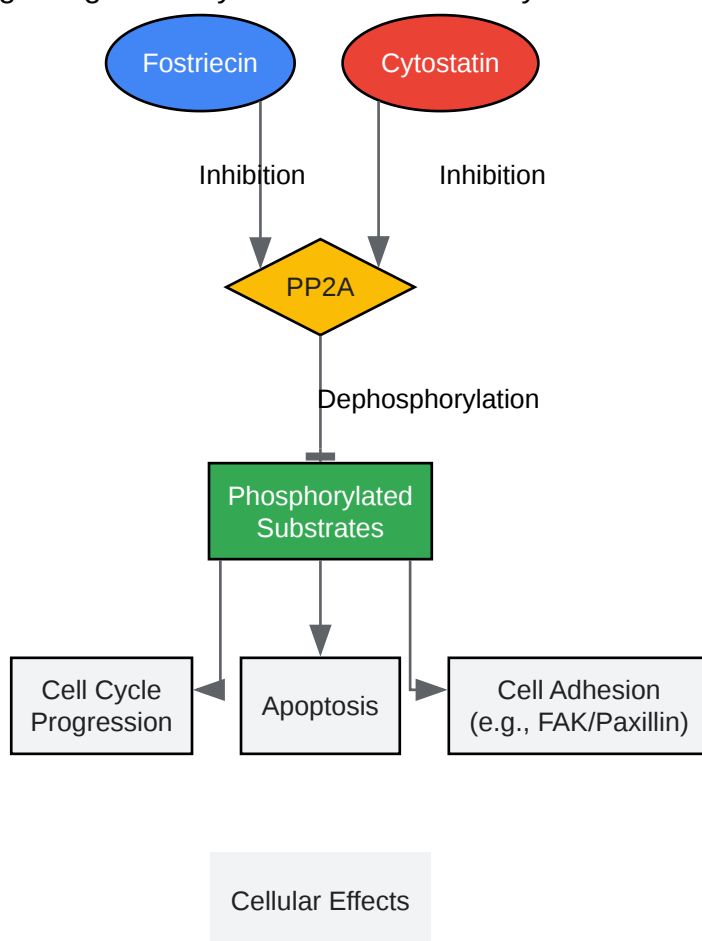 Fostriecin
Cytostatin
Inhibition
Inhibition
PP2A
Dephosphorylation
Phosphorylated
Substrates
Cell Cycle
Progression
Apoptosis
Cell Adhesion
(e.g., FAK/Paxillin)
Cellular Effects